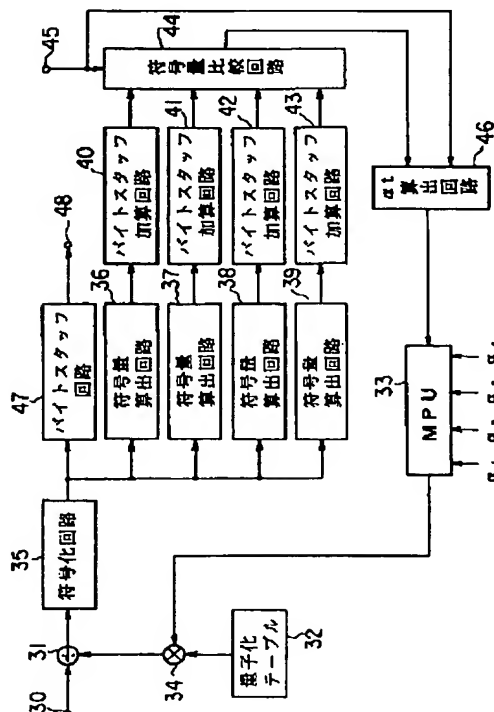 30
31
35
符号化回路
47
バイトスタッフ
回路
48
36
符号量
算出回路
37
符号量
算出回路
38
符号量
算出回路
39
符号量
算出回路
40
バイトスタッフ
加算回路
41
バイトスタッフ
加算回路
42
バイトスタッフ
加算回路
43
バイトスタッフ
加算回路
44
符号量比較回路
45
46
αt
算出回路
33
MPU
34
量子化
テーブル
32